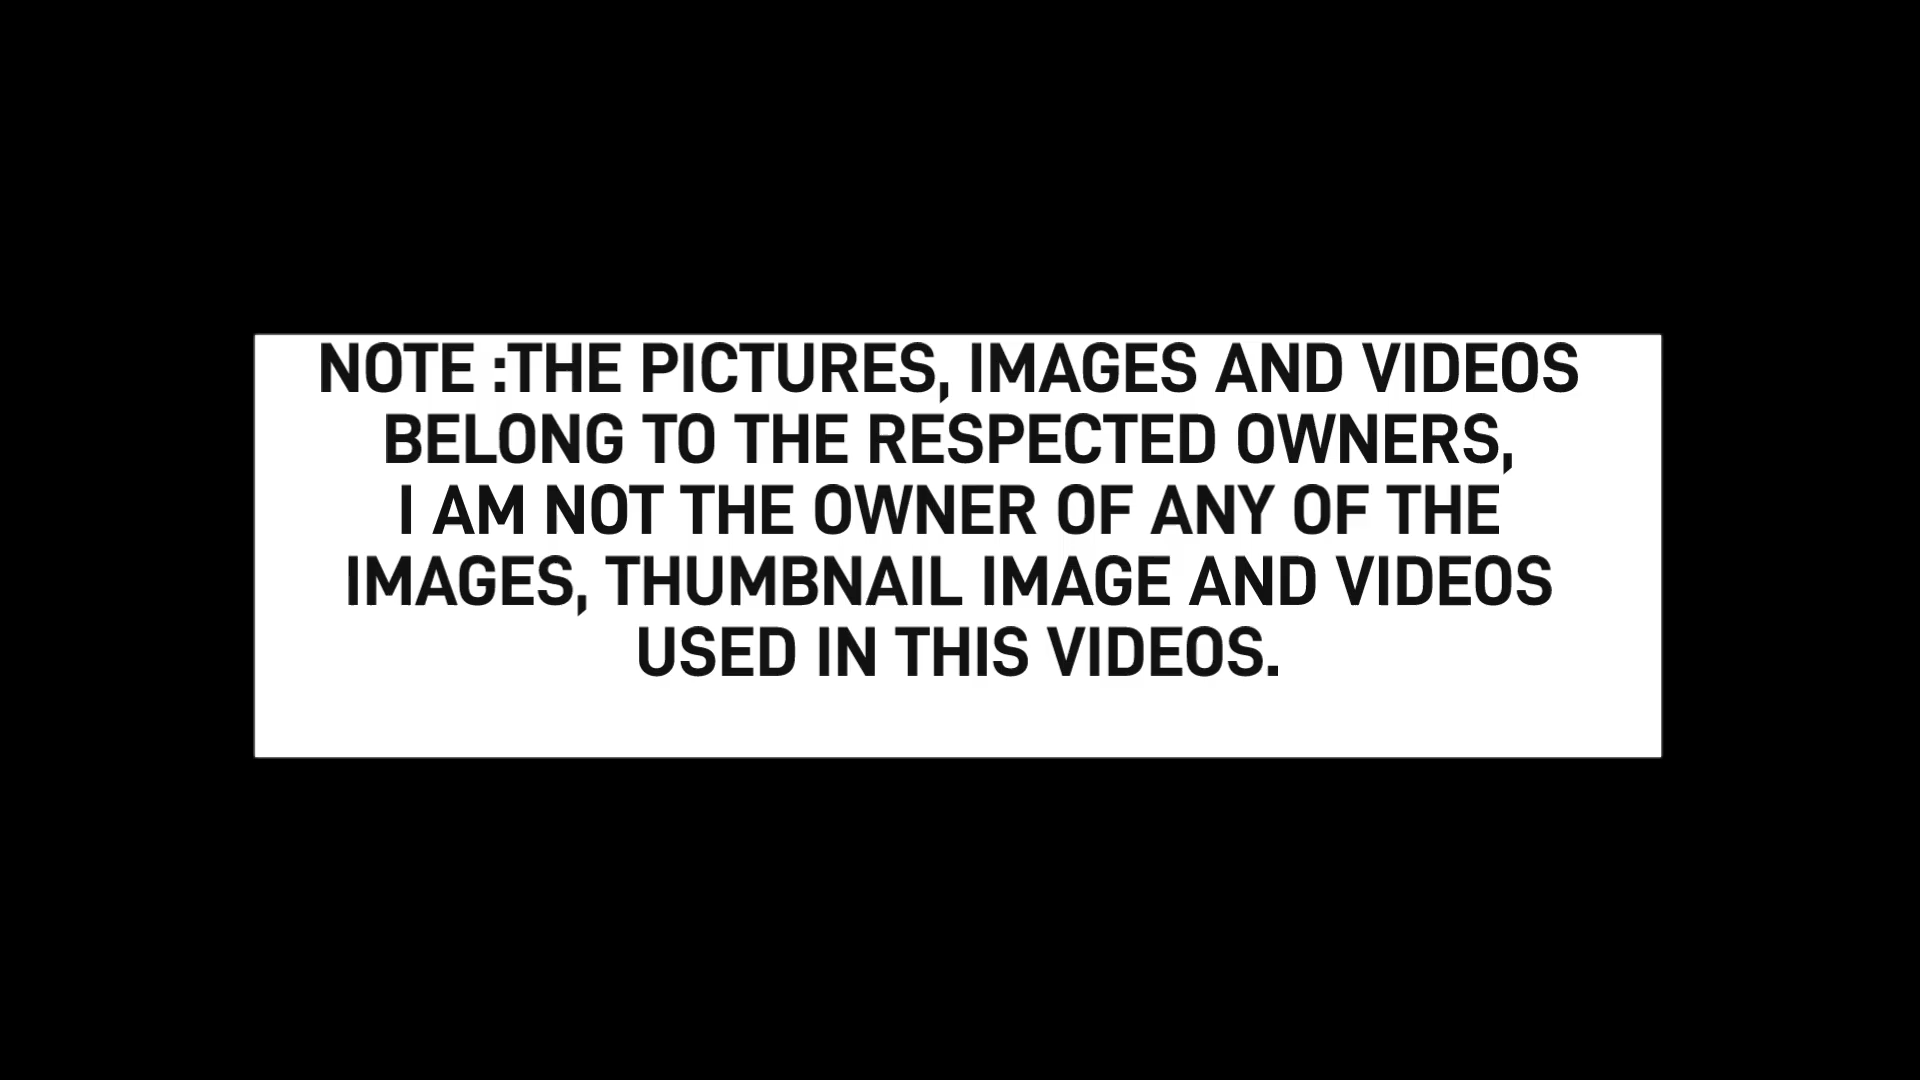 NOTE :THE PICTURES, IMAGES AND VIDEOS
BELONG TO THE RESPECTED OWNERS,
I AM NOT THE OWNER OF ANY OF THE
IMAGES, THUMBNAIL IMAGE AND VIDEOS
USED IN THIS VIDEOS.